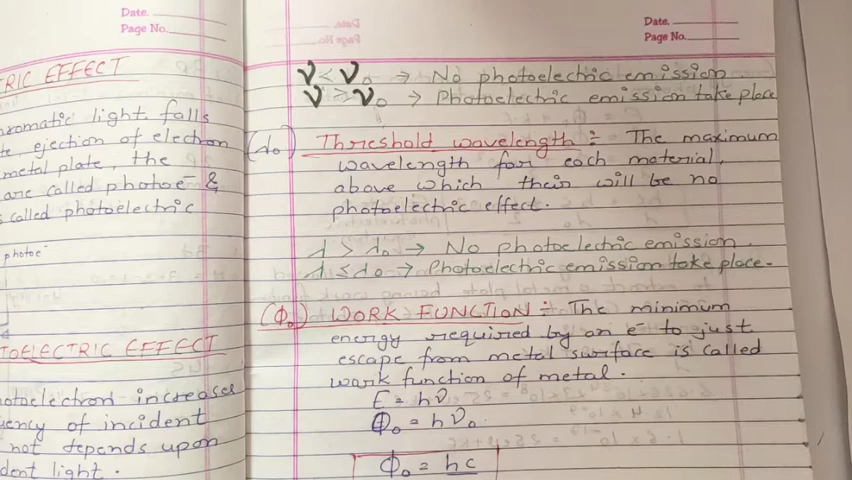 Date.
Page No.
RIC EFFECT
romatic light falls
te ejection of electron
metal plate the
are called photoe⁻ &
s called photoelectric
photoe⁻
TOELECTRIC EFFECT
otoelectron increases
uency of incident
not depends upon
dent light.
Date.
Page No.
ν < ν₀ → No photoelectric emission
ν ≥ ν₀ → Photoelectric emission take place
(λ₀) Threshold wavelength :- The maximum
wavelength for each material,
above which their will be no
photoelectric effect.
λ > λ₀ → No photoelectric emission.
λ ≤ λ₀ → Photoelectric emission take place.
(Φ₀) WORK FUNCTION :- The minimum
energy required by an e⁻ to just
escape from metal surface is called
work function of metal.
E = hν
Φ₀ = hν₀
Φ₀ = hc